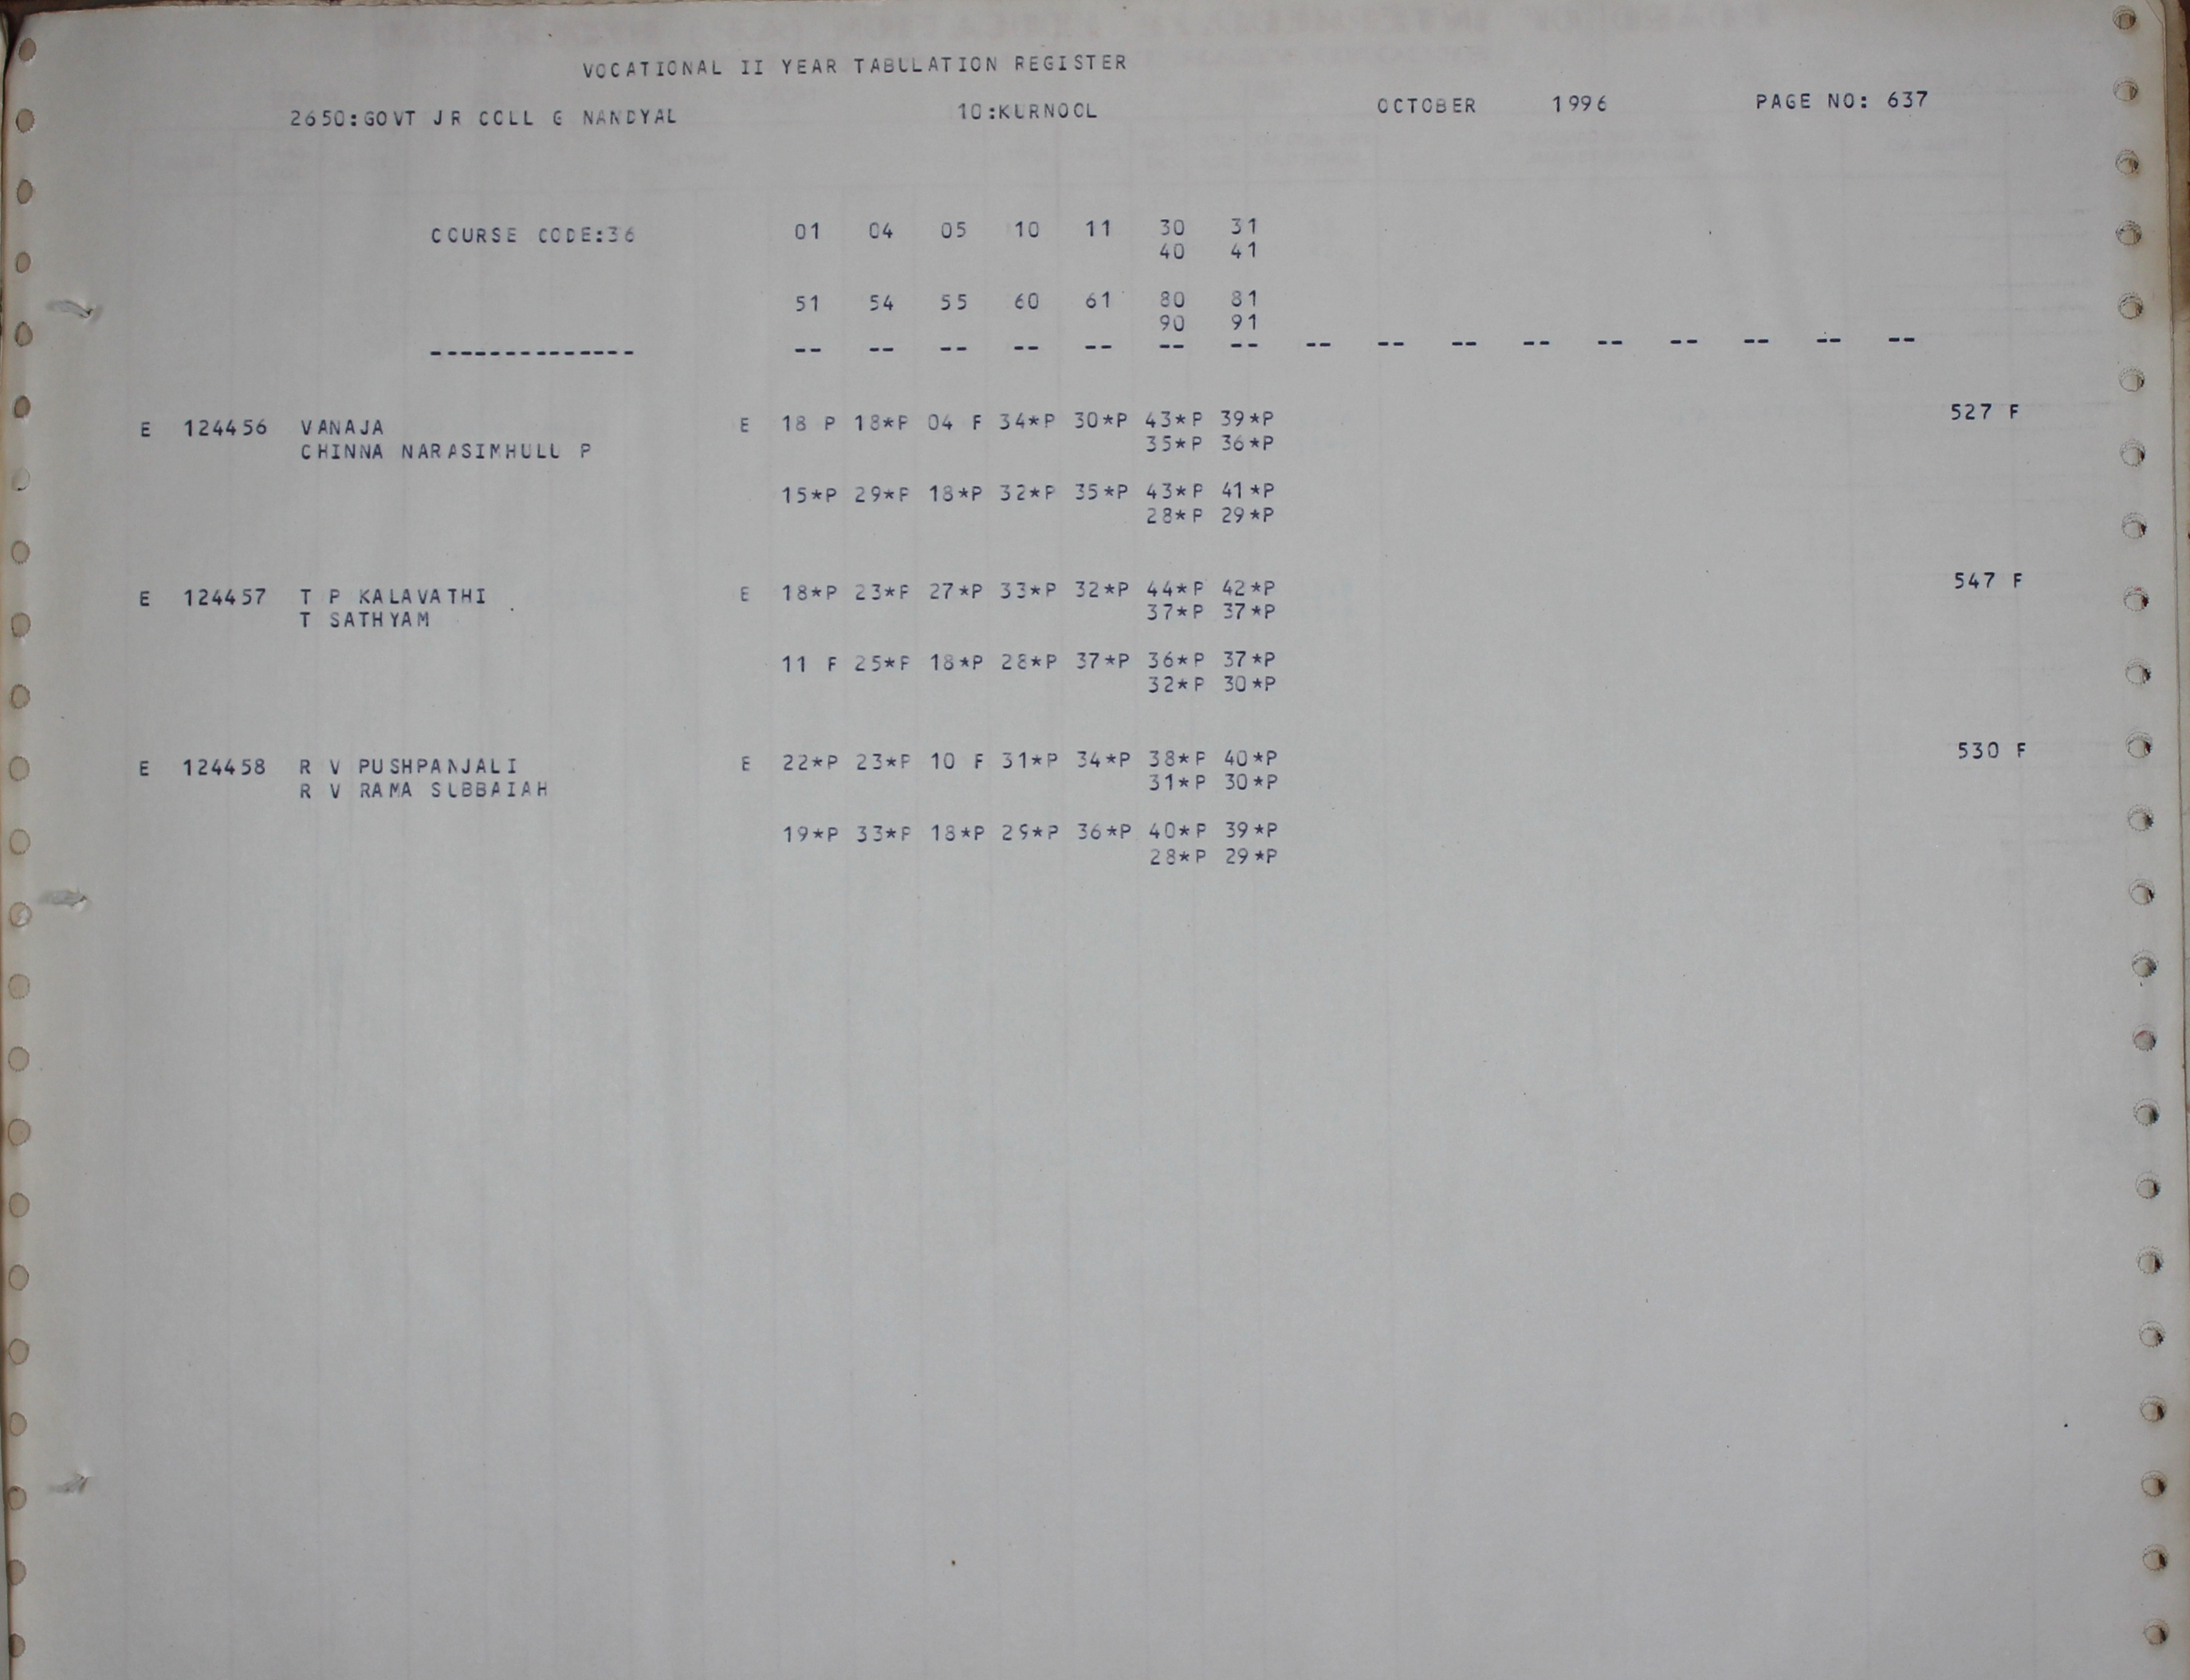 VOCATIONAL II YEAR TABULATION REGISTER
2650:GOVT JR COLL G NANDYAL 10:KURNOOL OCTOBER 1996 PAGE NO: 637
COURSE CODE:36 01 04 05 10 11 30 31
40 41
51 54 55 60 61 80 81
90 91
-------------- -- -- -- -- -- -- -- -- -- -- -- -- -- -- -- --
E 124456 VANAJA E 18 P 18*P 04 F 34*P 30*P 43*P 39*P 527 F
CHINNA NARASIMHULU P 35*P 36*P
15*P 29*P 18*P 32*P 35*P 43*P 41*P
28*P 29*P
E 124457 T P KALAVATHI E 18*P 23*P 27*P 33*P 32*P 44*P 42*P 547 F
T SATHYAM 37*P 37*P
11 F 25*P 18*P 28*P 37*P 36*P 37*P
32*P 30*P
E 124458 R V PUSHPANJALI E 22*P 23*P 10 F 31*P 34*P 38*P 40*P 530 F
R V RAMA SUBBAIAH 31*P 30*P
19*P 33*P 18*P 29*P 36*P 40*P 39*P
28*P 29*P